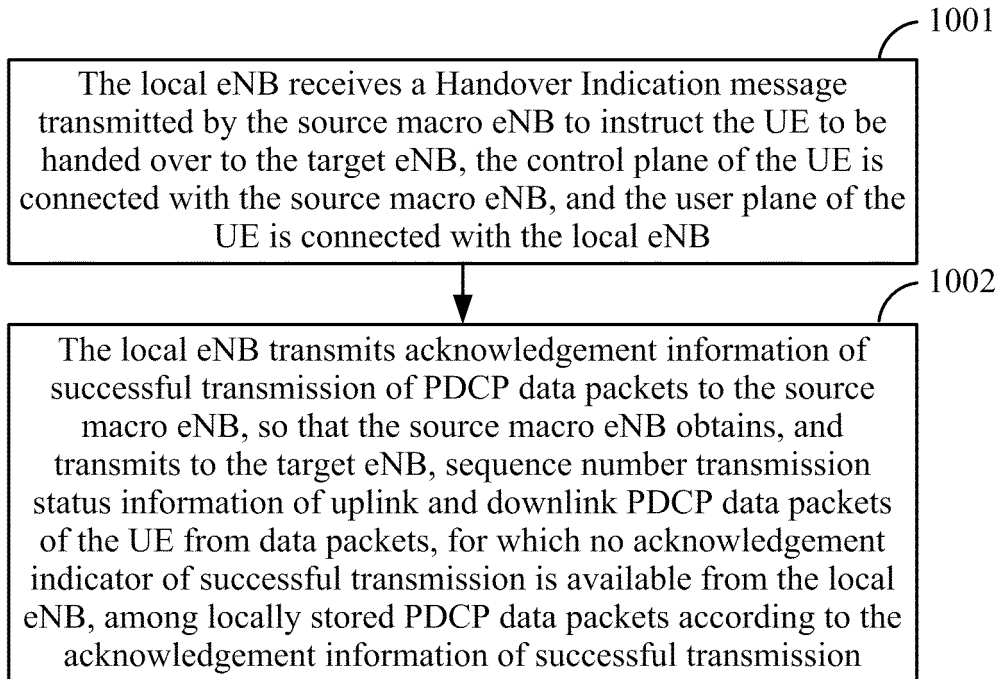 1001
The local eNB receives a Handover Indication message
transmitted by the source macro eNB to instruct the UE to be
handed over to the target eNB, the control plane of the UE is
connected with the source macro eNB, and the user plane of the
UE is connected with the local eNB
1002
The local eNB transmits acknowledgement information of
successful transmission of PDCP data packets to the source
macro eNB, so that the source macro eNB obtains, and
transmits to the target eNB, sequence number transmission
status information of uplink and downlink PDCP data packets
of the UE from data packets, for which no acknowledgement
indicator of successful transmission is available from the local
eNB, among locally stored PDCP data packets according to the
acknowledgement information of successful transmission